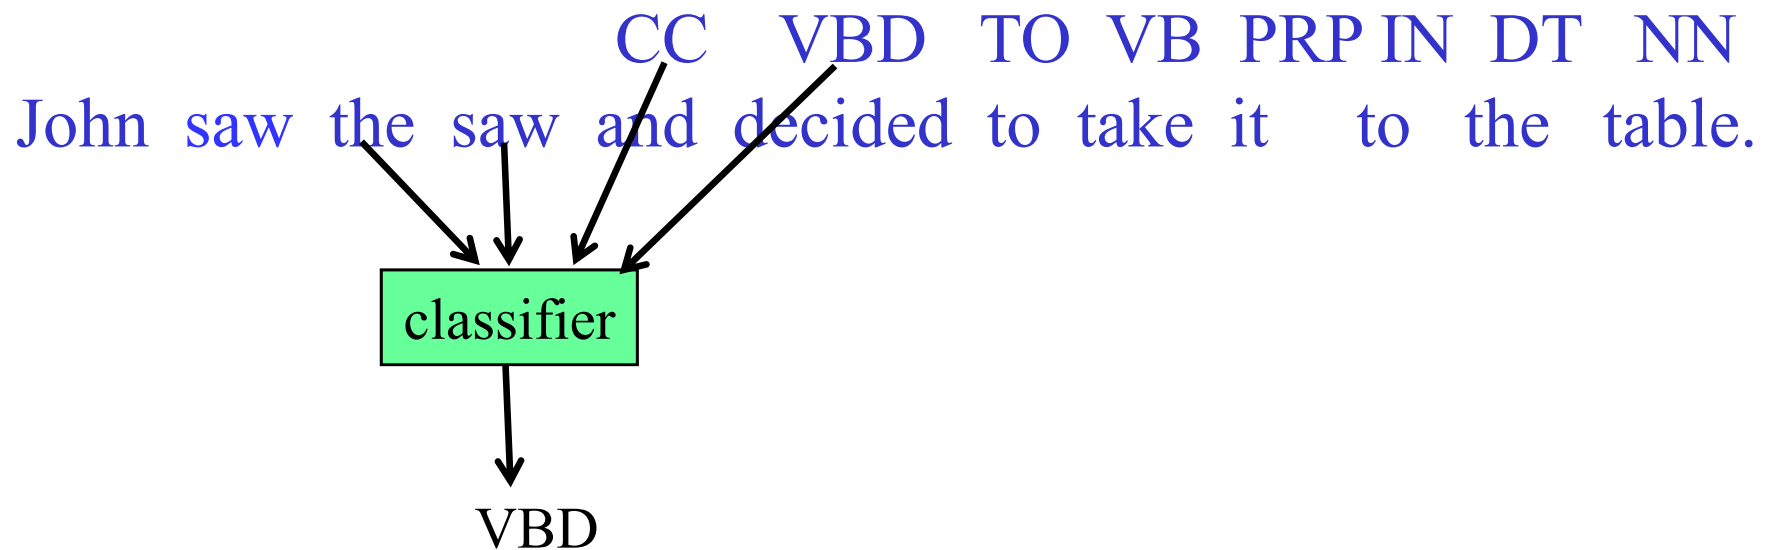 CC VBD TO VB PRP IN DT NN
John saw the saw and decided to take it to the table.
classifier
VBD